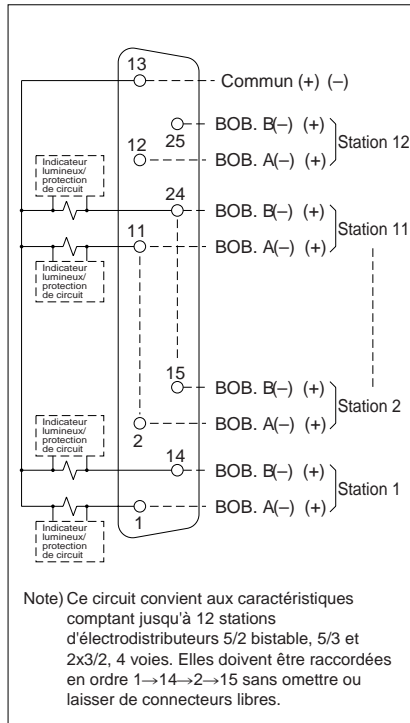 13
Commun (+) (−)
25
BOB. B(−) (+)
Station 12
12
BOB. A(−) (+)
Indicateur
lumineux/
protection
de circuit
24
BOB. B(−) (+)
Station 11
11
BOB. A(−) (+)
Indicateur
lumineux/
protection
de circuit
15
BOB. B(−) (+)
Station 2
2
BOB. A(−) (+)
Indicateur
lumineux/
protection
de circuit
14
BOB. B(−) (+)
Station 1
1
BOB. A(−) (+)
Indicateur
lumineux/
protection
de circuit
Note) Ce circuit convient aux caractéristiques
comptant jusqu'à 12 stations
d'électrodistributeurs 5/2 bistable, 5/3 et
2x3/2, 4 voies. Elles doivent être raccordées
en ordre 1→14→2→15 sans omettre ou
laisser de connecteurs libres.